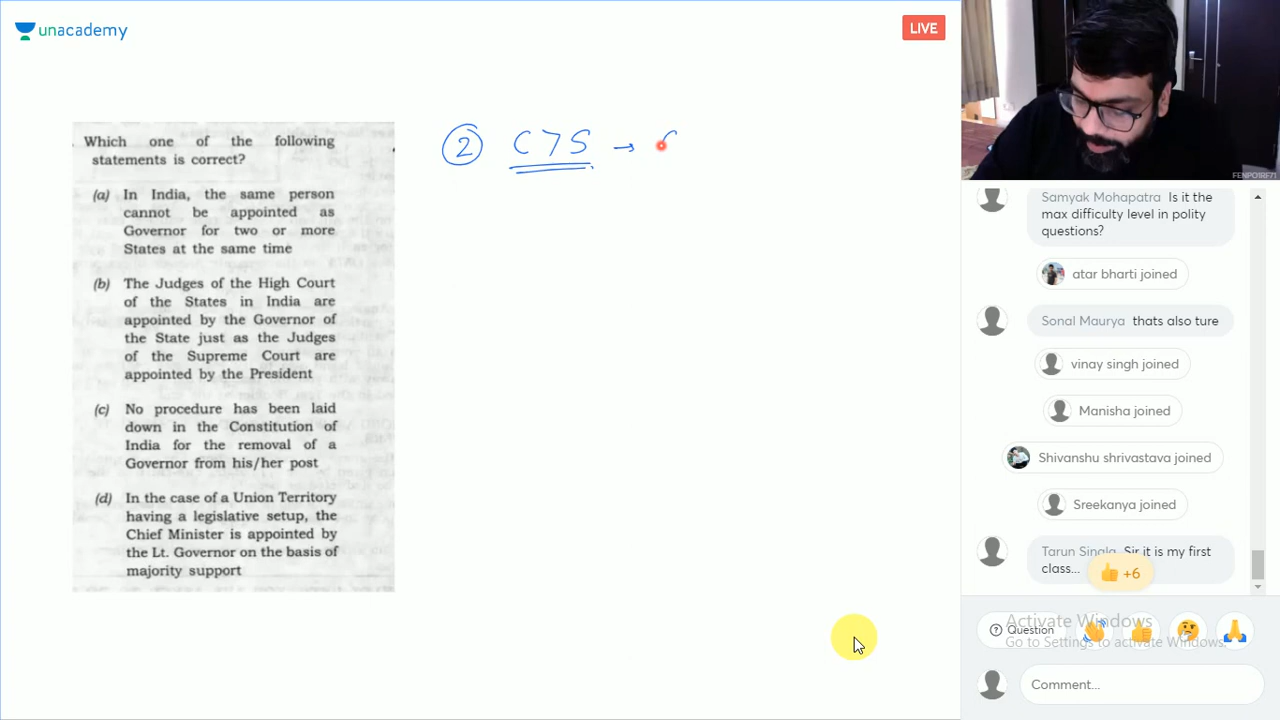 unacademy
LIVE
Which one of the following
statements is correct?
(a) In India, the same person
cannot be appointed as
Governor for two or more
States at the same time
(b) The Judges of the High Court
of the States in India are
appointed by the Governor of
the State just as the Judges
of the Supreme Court are
appointed by the President
(c) No procedure has been laid
down in the Constitution of
India for the removal of a
Governor from his/her post
(d) In the case of a Union Territory
having a legislative setup, the
Chief Minister is appointed by
the Lt. Governor on the basis of
majority support
2 C7S →
FENPO1RF71
Samyak Mohapatra Is it the
max difficulty level in polity
questions?
atar bharti joined
Sonal Maurya thats also ture
vinay singh joined
Manisha joined
Shivanshu shrivastava joined
Sreekanya joined
Tarun Singla Sir it is my first
class...
+6
Activate Windows
Go to Settings to activate Windows.
Question
Comment...